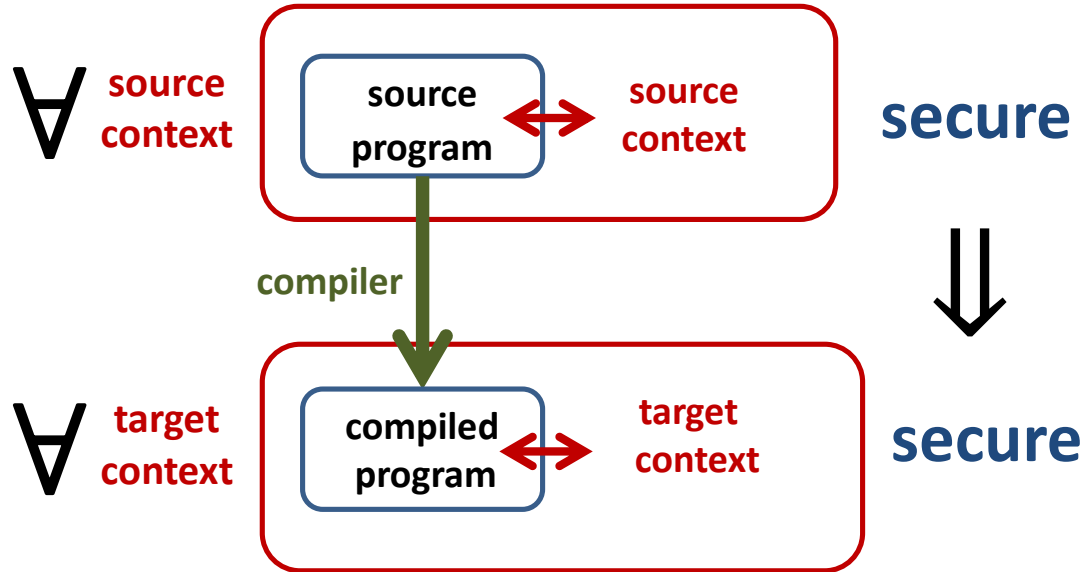 ∀ source
context
source
program
source
context
secure
compiler
⇓
∀ target
context
compiled
program
target
context
secure